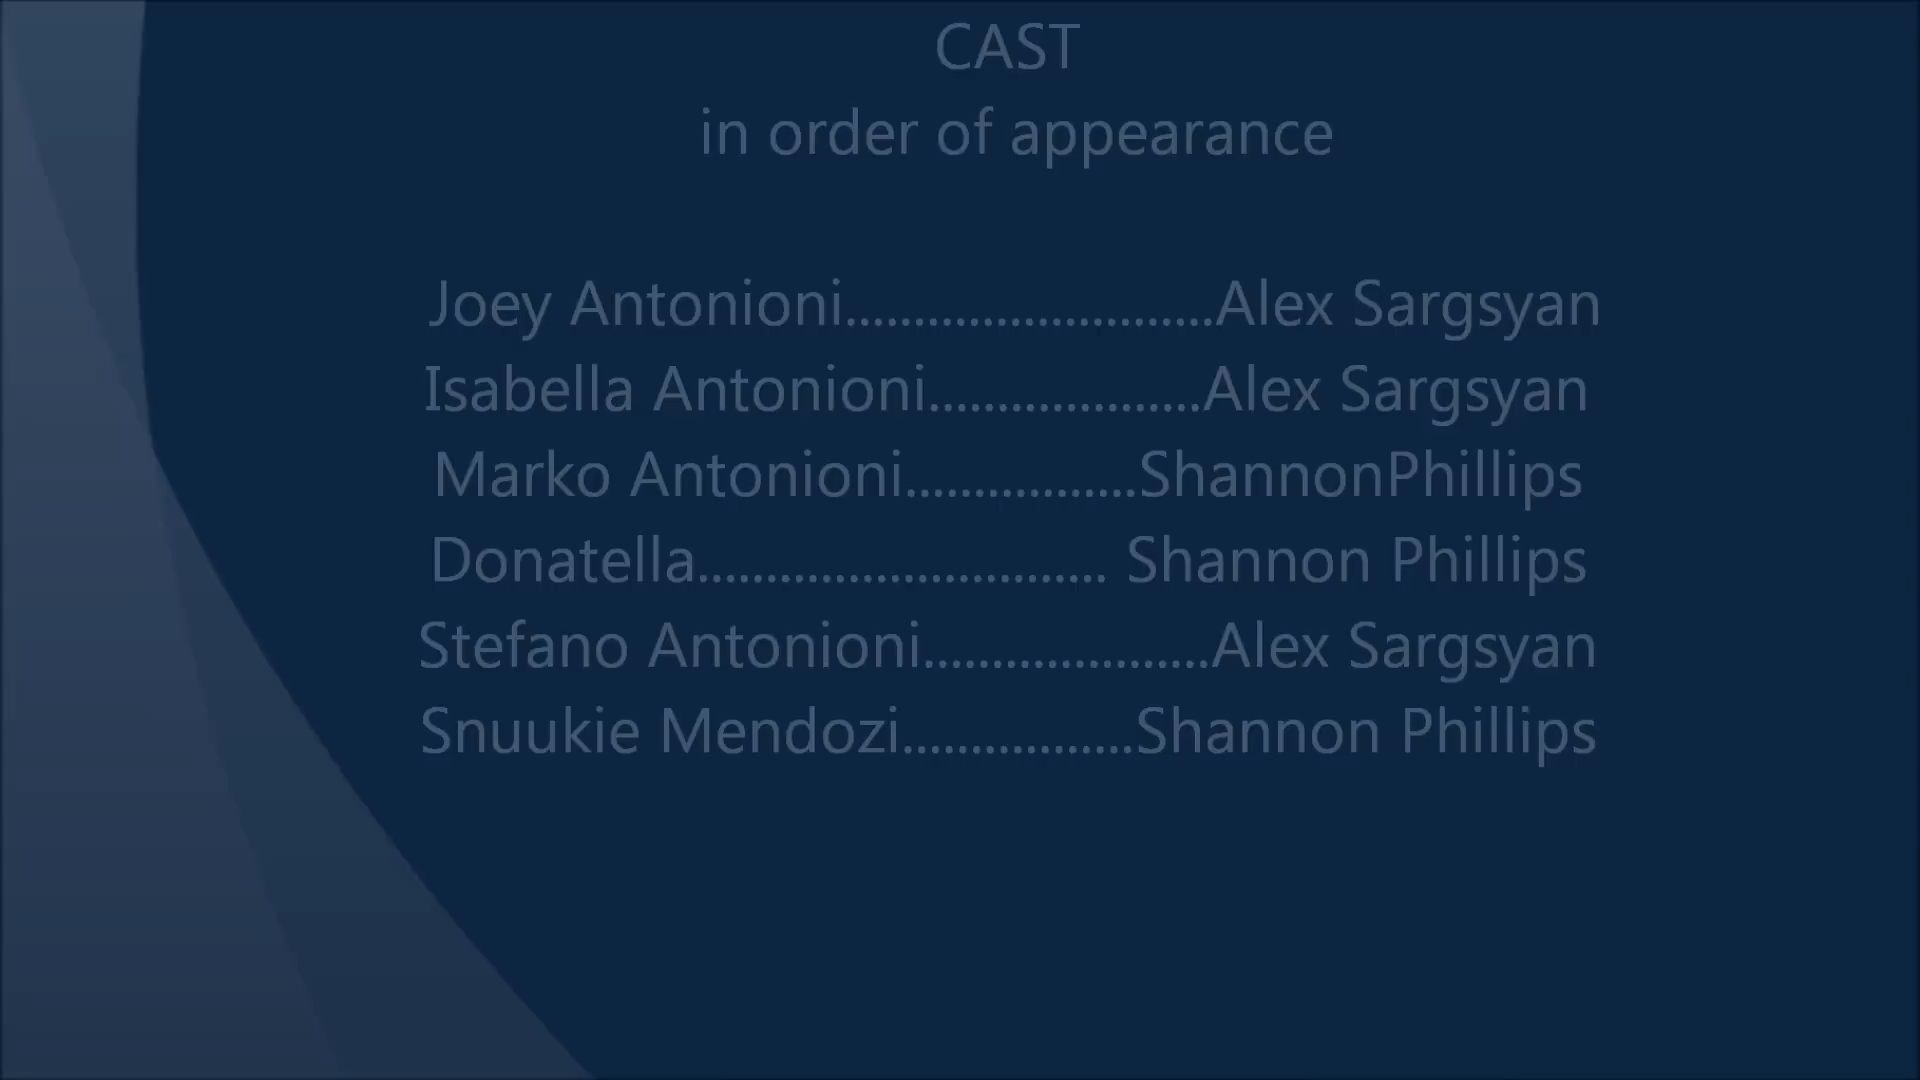 CAST
in order of appearance
Joey Antonioni...........................Alex Sargsyan
Isabella Antonioni....................Alex Sargsyan
Marko Antonioni.................ShannonPhillips
Donatella.............................. Shannon Phillips
Stefano Antonioni.....................Alex Sargsyan
Snuukie Mendozi.................Shannon Phillips